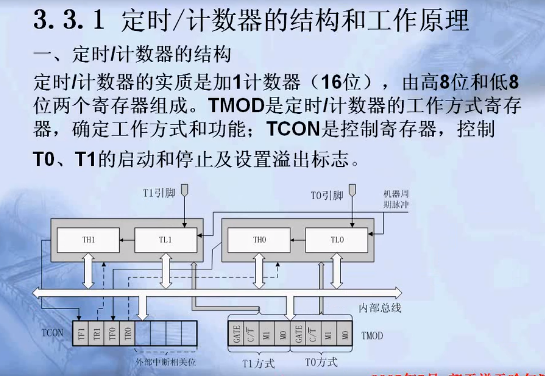 3.3.1 定时/计数器的结构和工作原理
一、定时/计数器的结构
定时/计数器的实质是加1计数器（16位），由高8位和低8
位两个寄存器组成。TMOD是定时/计数器的工作方式寄存
器，确定工作方式和功能；TCON是控制寄存器，控制
T0、T1的启动和停止及设置溢出标志。
T1引脚
T0引脚
机器周
期脉冲
TH1
TL1
TH0
TL0
内部总线
TCON
TF1
TR1
TF0
TR0
GATE
C/T
M1
M0
GATE
C/T
M1
M0
TMOD
外部中断相关位
T1方式
T0方式